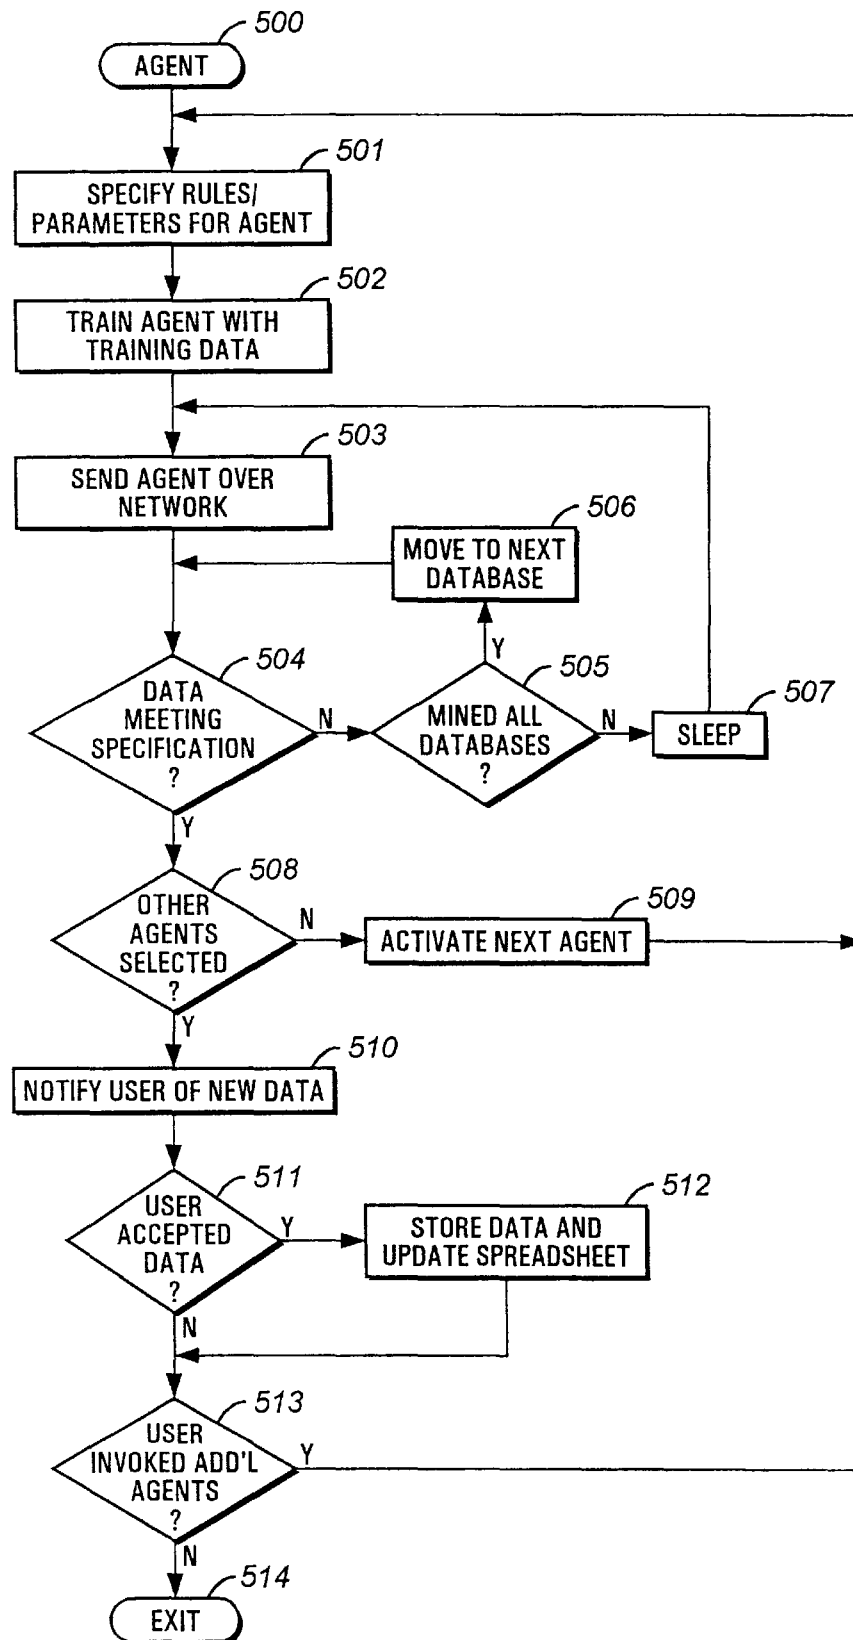 500
AGENT
501
SPECIFY RULES/
PARAMETERS FOR AGENT
502
TRAIN AGENT WITH
TRAINING DATA
503
SEND AGENT OVER
NETWORK
506
MOVE TO NEXT
DATABASE
504
DATA
MEETING
SPECIFICATION
?
N
Y
505
MINED ALL
DATABASES
?
Y
N
507
SLEEP
508
OTHER
AGENTS
SELECTED
?
N
Y
509
ACTIVATE NEXT AGENT
510
NOTIFY USER OF NEW DATA
511
USER
ACCEPTED
DATA
?
Y
N
512
STORE DATA AND
UPDATE SPREADSHEET
513
USER
INVOKED ADD'L
AGENTS
?
Y
N
514
EXIT